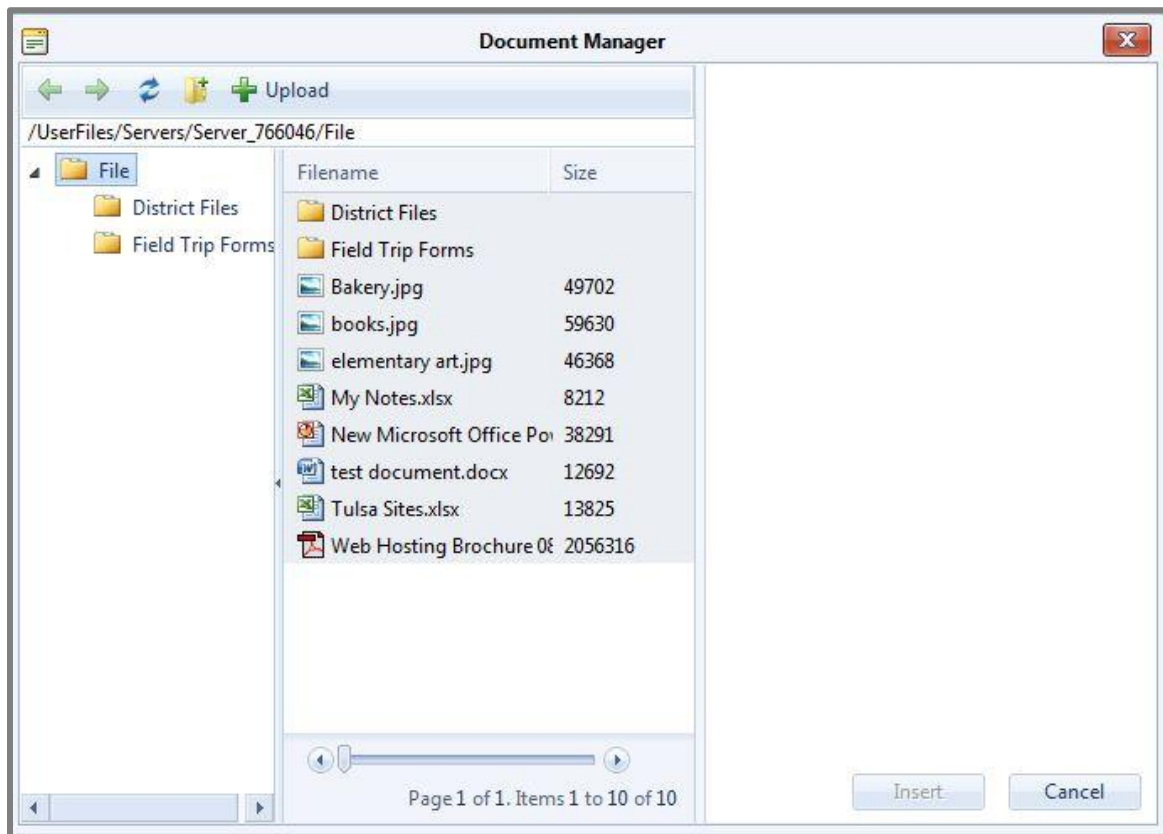 Document Manager
Upload
/UserFiles/Servers/Server_766046/File
File
District Files
Field Trip Forms
Filename Size
District Files
Field Trip Forms
Bakery.jpg 49702
books.jpg 59630
elementary art.jpg 46368
My Notes.xlsx 8212
New Microsoft Office Po 38291
test document.docx 12692
Tulsa Sites.xlsx 13825
Web Hosting Brochure 08 2056316
Page 1 of 1. Items 1 to 10 of 10
Insert Cancel